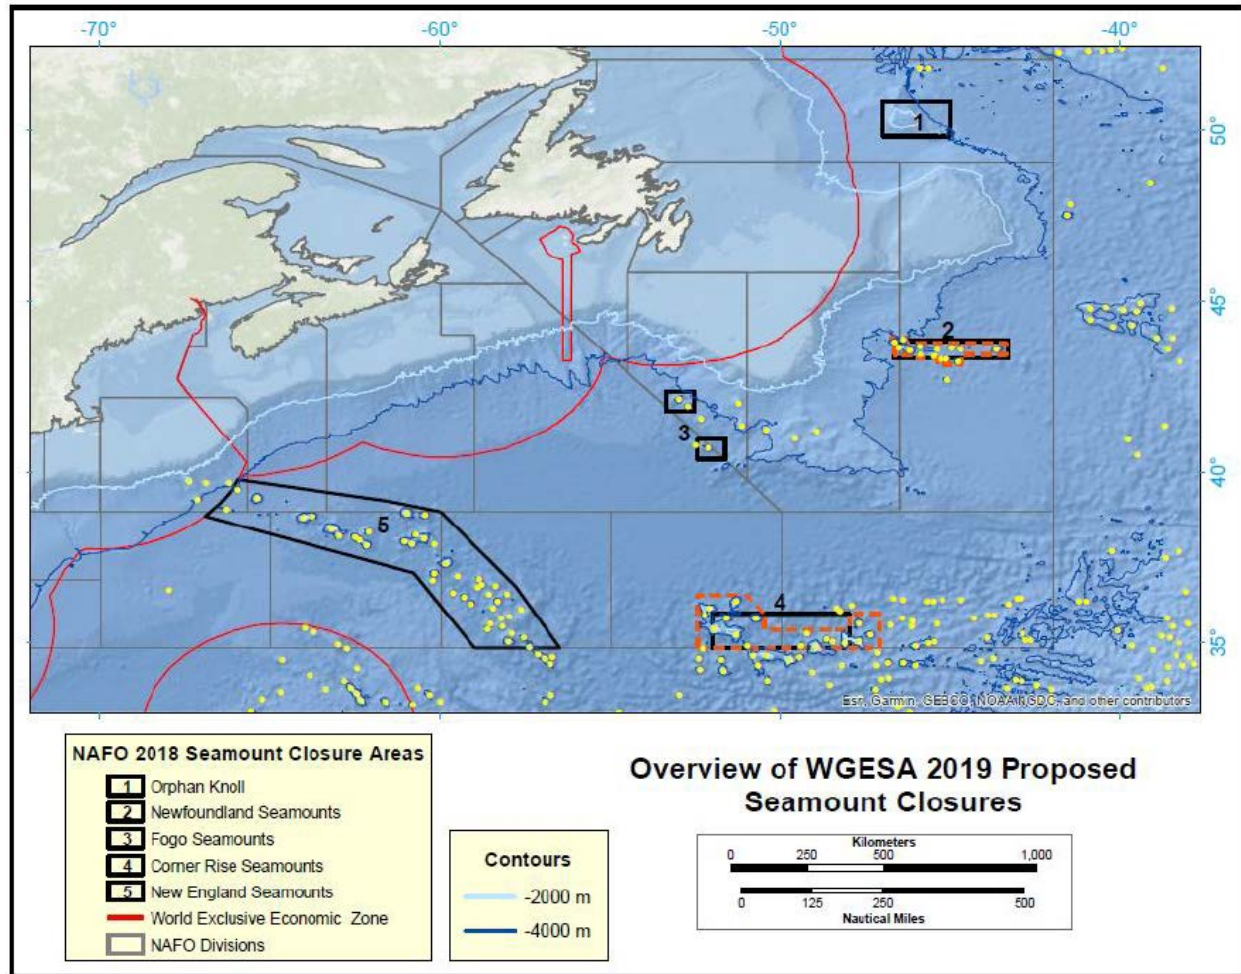 -70°
-60°
-50°
-40°
1
50°
45°
2
3
40°
5
4
35°
Esri, Garmin, GEBCO, NOAA NGDC, and other contributors
NAFO 2018 Seamount Closure Areas
1 Orphan Knoll
2 Newfoundland Seamounts
3 Fogo Seamounts
4 Corner Rise Seamounts
5 New England Seamounts
World Exclusive Economic Zone
NAFO Divisions
Contours
-2000 m
-4000 m
Overview of WGESA 2019 Proposed
Seamount Closures
Kilometers
0 250 500 1,000
0 125 250 500
Nautical Miles